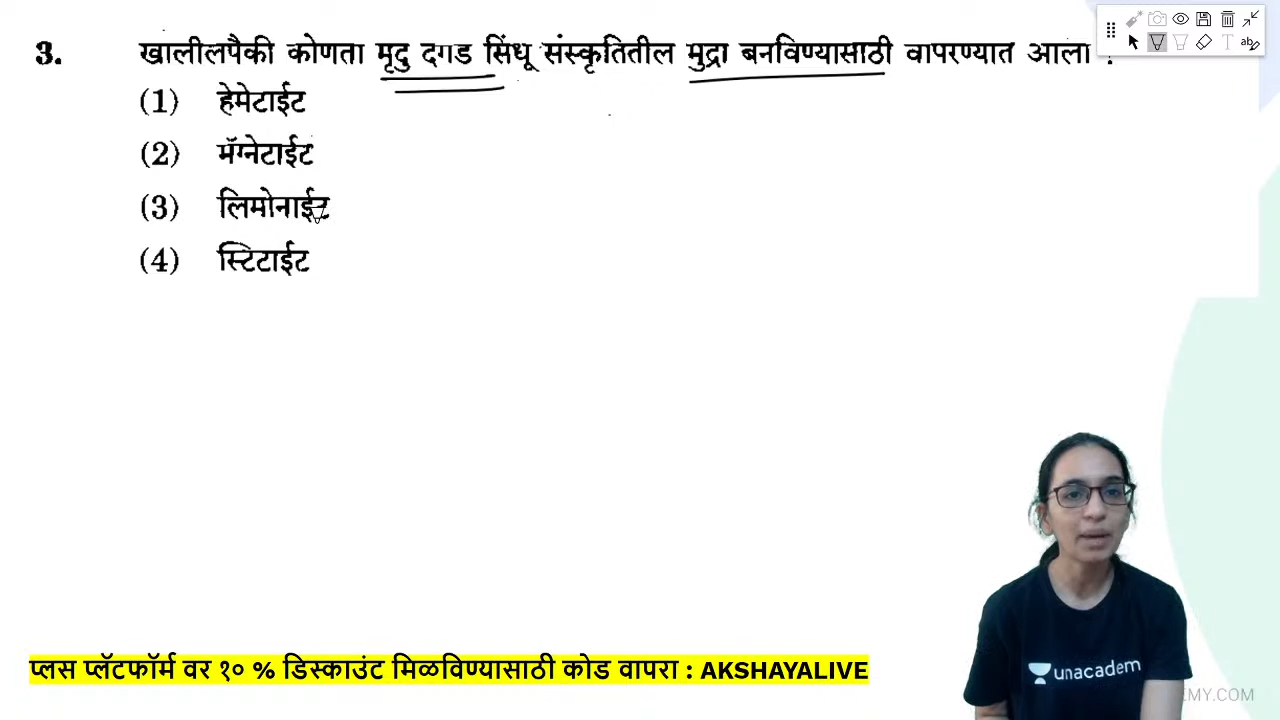 3. खालीलपैकी कोणता मृदु दगड सिंधू संस्कृतितील मुद्रा बनविण्यासाठी वापरण्यात आला ?
(1) हेमेटाईट
(2) मॅग्नेटाईट
(3) लिमोनाईट
(4) स्टिटाईट
unacademy
प्लस प्लॅटफॉर्म वर १० % डिस्काउंट मिळविण्यासाठी कोड वापरा : AKSHAYALIVE